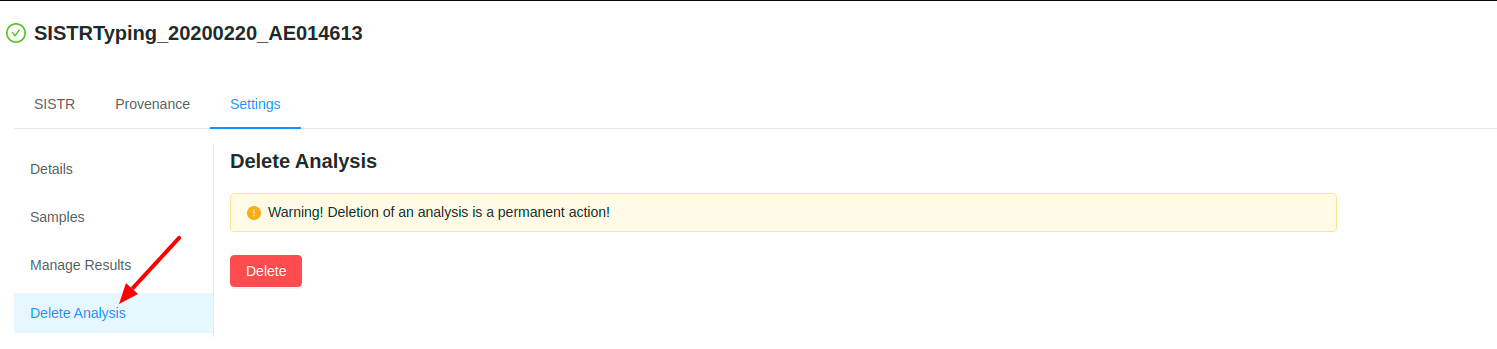 SISTRTyping_20200220_AE014613
SISTR Provenance Settings
Details
Samples
Manage Results
Delete Analysis
Delete Analysis
Warning! Deletion of an analysis is a permanent action!
Delete